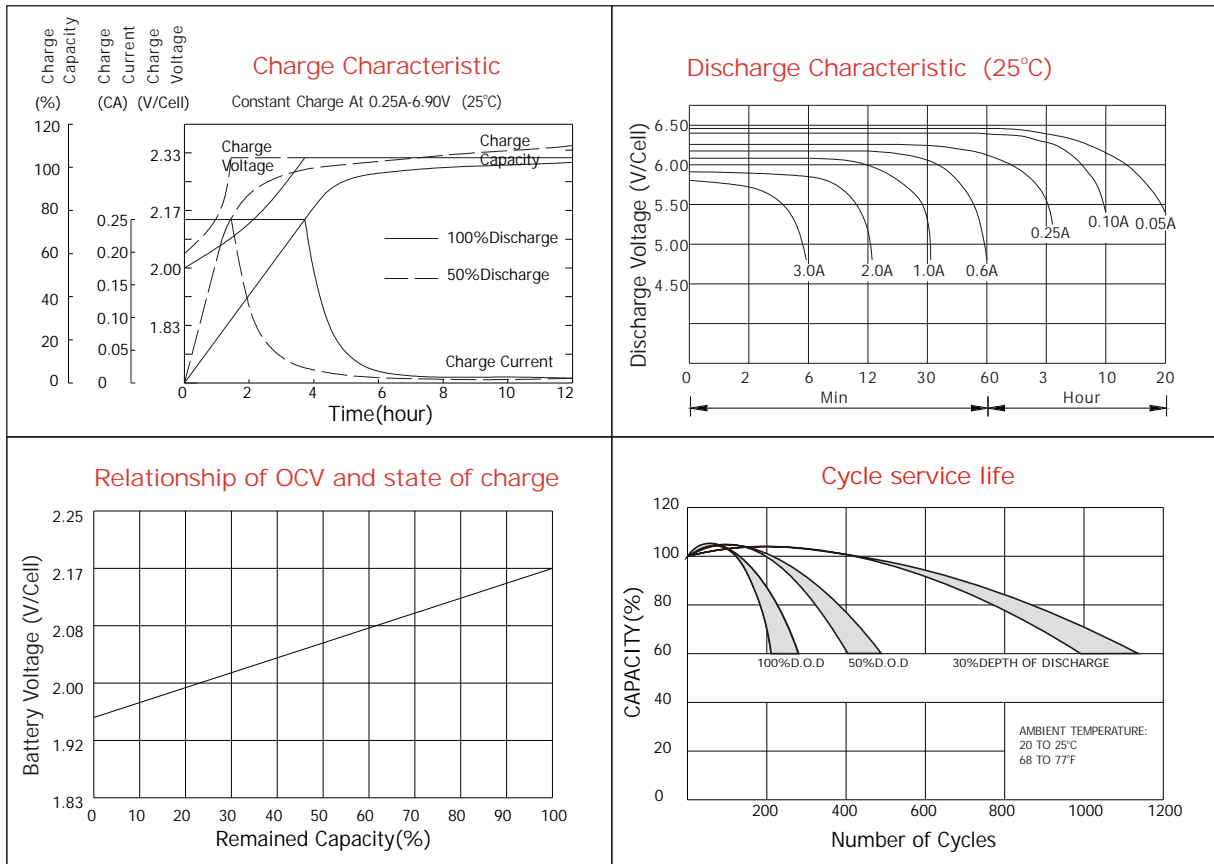 Charge Characteristic
Charge Capacity
Charge Current
Charge Voltage
(%) (CA) (V/Cell)
Constant Charge At 0.25A-6.90V (25°C)
120
100
80
60
40
20
0
0.25
0.20
0.15
0.10
0.05
0
2.33
2.17
2.00
1.83
Charge Voltage
Charge Capacity
100%Discharge
50%Discharge
Charge Current
0 2 4 6 8 10 12
Time(hour)
Discharge Characteristic (25°C)
Discharge Voltage (V/Cell)
6.50
6.00
5.50
5.00
4.50
3.0A 2.0A 1.0A 0.6A 0.25A 0.10A 0.05A
0 2 6 12 30 60 3 10 20
Min Hour
Relationship of OCV and state of charge
Battery Voltage (V/Cell)
2.25
2.17
2.08
2.00
1.92
1.83
0 10 20 30 40 50 60 70 80 90 100
Remained Capacity(%)
Cycle service life
CAPACITY(%)
120
100
80
60
40
20
0
100%D.O.D 50%D.O.D 30%DEPTH OF DISCHARGE
AMBIENT TEMPERATURE:
20 TO 25°C
68 TO 77°F
200 400 600 800 1000 1200
Number of Cycles